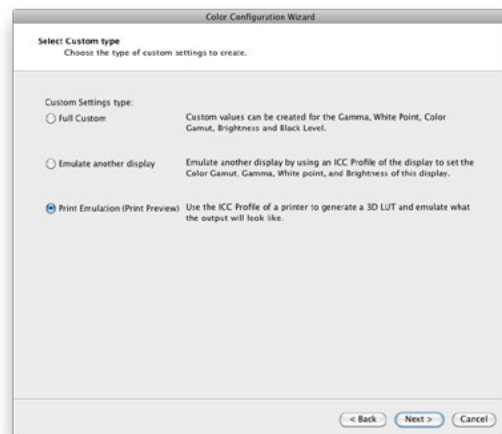 Color Configuration Wizard
Select Custom type
Choose the type of custom settings to create.
Custom Settings type:
Full Custom
Custom values can be created for the Gamma, White Point, Color
Gamut, Brightness and Black Level.
Emulate another display
Emulate another display by using an ICC Profile of the display to set the
Color Gamut, Gamma, White point, and Brightness of this display.
Print Emulation (Print Preview)
Use the ICC Profile of a printer to generate a 3D LUT and emulate what
the output will look like.
< Back
Next >
Cancel